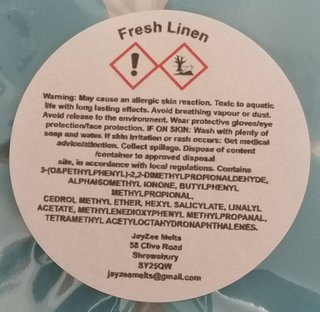 Fresh Linen
Warning: May cause an allergic skin reaction. Toxic to aquatic
life with long lasting effects. Avoid breathing vapour or dust.
Avoid release to the environment. Wear protective gloves/eye
protection/face protection. IF ON SKIN: Wash with plenty of
soap and water. If skin irritation or rash occurs: Get medical
advice/attention. Collect spillage. Dispose of content
/container to approved disposal
site, in accordance with local regulations. Contains
3-(O&PETHYLPHENYL)-2,2-DIMETHYLPROPIONALDEHYDE,
ALPHAISOMETHYL IONONE, BUTYLPHENYL
METHYLPROPIONAL,
CEDROL METHYL ETHER, HEXYL SALICYLATE, LINALYL
ACETATE, METHYLENEDIOXYPHENYL METHYLPROPANAL,
TETRAMETHYL ACETYLOCTAHYDRONAPHTHALENES.
JayZee Melts
58 Clive Road
Shrewsbury
SY25QW
jayzeemelts@gmail.com